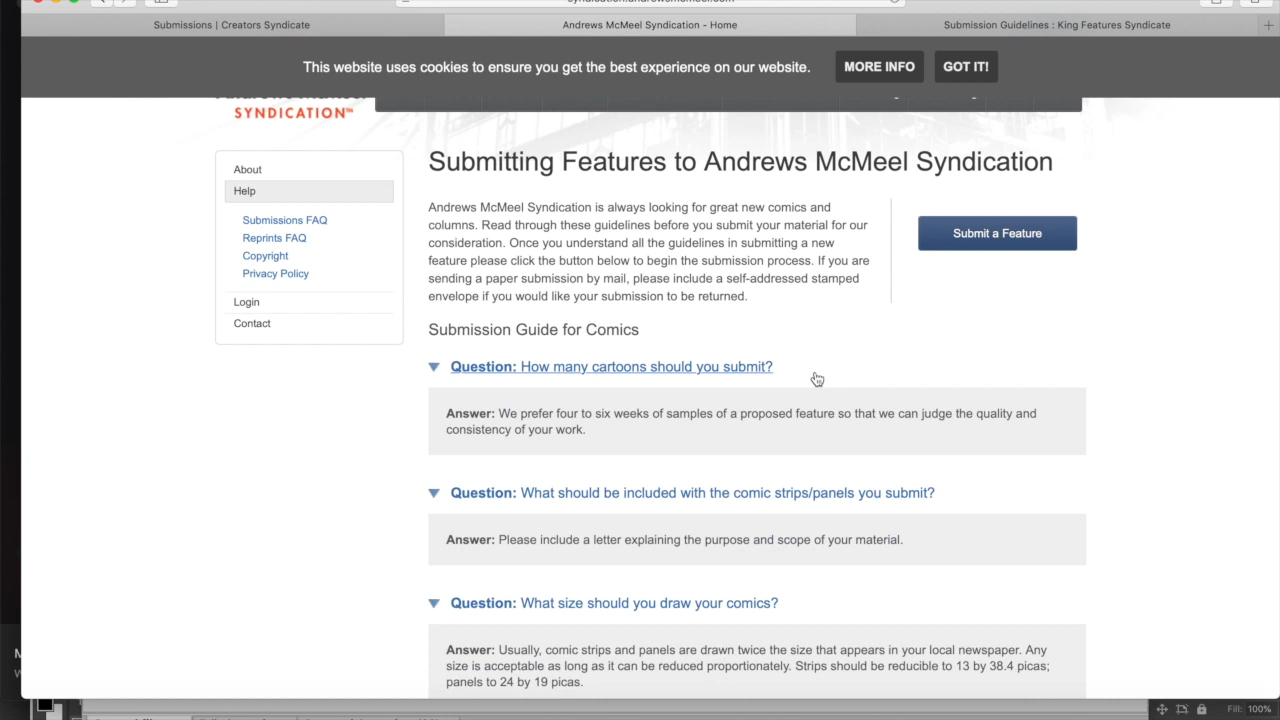 Submissions | Creators Syndicate
Andrews McMeel Syndication - Home
Submission Guidelines : King Features Syndicate
This website uses cookies to ensure you get the best experience on our website.
MORE INFO
GOT IT!
SYNDICATION™
About
Help
Submissions FAQ
Reprints FAQ
Copyright
Privacy Policy
Login
Contact
Submitting Features to Andrews McMeel Syndication
Andrews McMeel Syndication is always looking for great new comics and
columns. Read through these guidelines before you submit your material for our
consideration. Once you understand all the guidelines in submitting a new
feature please click the button below to begin the submission process. If you are
sending a paper submission by mail, please include a self-addressed stamped
envelope if you would like your submission to be returned.
Submit a Feature
Submission Guide for Comics
Question: How many cartoons should you submit?
Answer: We prefer four to six weeks of samples of a proposed feature so that we can judge the quality and
consistency of your work.
Question: What should be included with the comic strips/panels you submit?
Answer: Please include a letter explaining the purpose and scope of your material.
Question: What size should you draw your comics?
Answer: Usually, comic strips and panels are drawn twice the size that appears in your local newspaper. Any
size is acceptable as long as it can be reduced proportionately. Strips should be reducible to 13 by 38.4 picas;
panels to 24 by 19 picas.
Fill: 100%